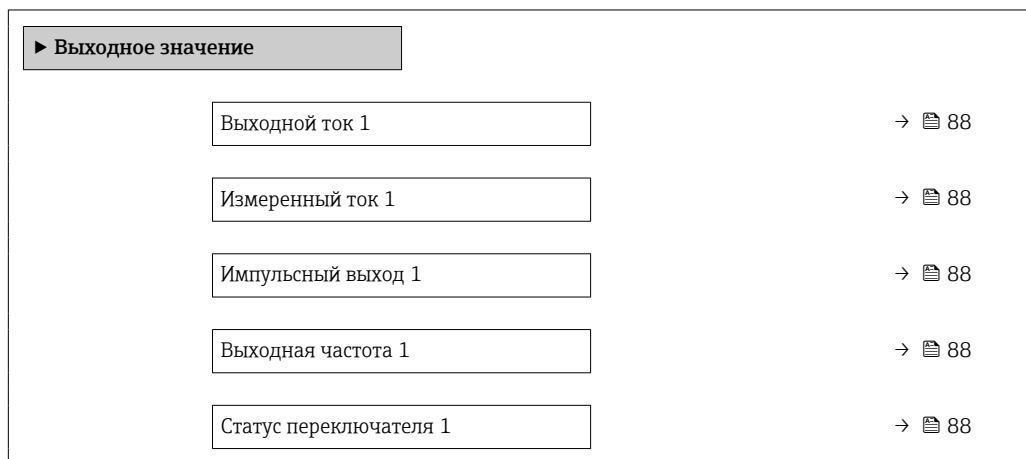 ▶ Выходное значение
Выходной ток 1 → 88
Измеренный ток 1 → 88
Импульсный выход 1 → 88
Выходная частота 1 → 88
Статус переключателя 1 → 88